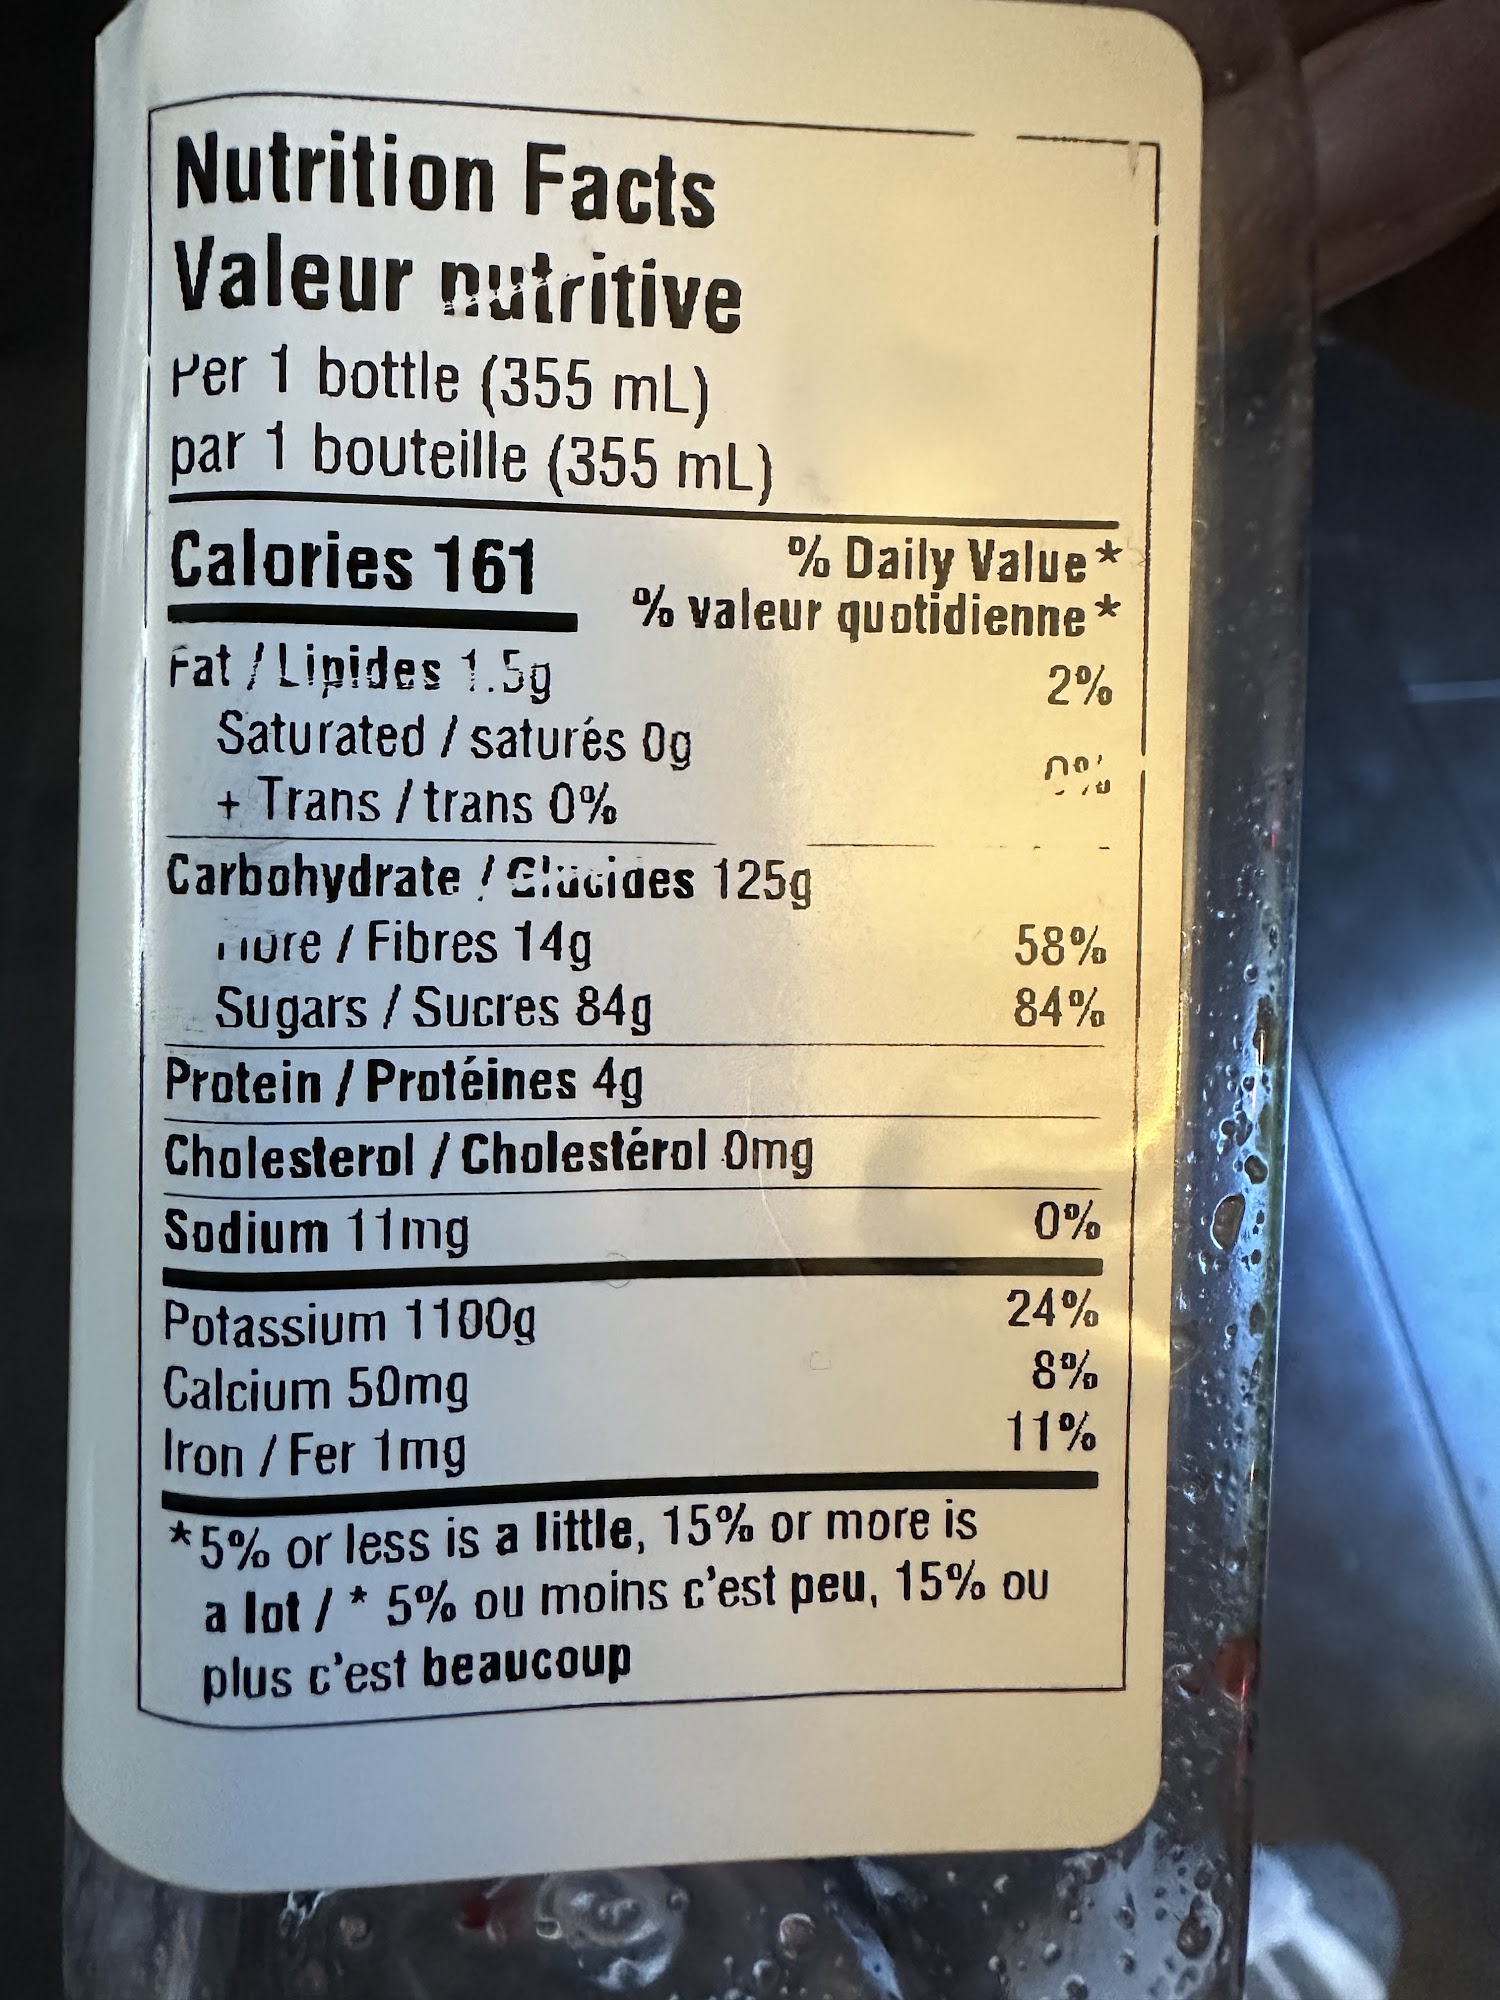 Nutrition Facts
Valeur nutritive
Per 1 bottle (355 mL)
par 1 bouteille (355 mL)
Calories 161
% Daily Value*
% valeur quotidienne*
Fat / Lipides 1.5g 2%
Saturated / saturés 0g
+ Trans / trans 0% 0%
Carbohydrate / Glucides 125g
Fibre / Fibres 14g 58%
Sugars / Sucres 84g 84%
Protein / Protéines 4g
Cholesterol / Cholestérol 0mg
Sodium 11mg 0%
Potassium 1100g 24%
Calcium 50mg 8%
Iron / Fer 1mg 11%
*5% or less is a little, 15% or more is
a lot / * 5% ou moins c'est peu, 15% ou
plus c'est beaucoup